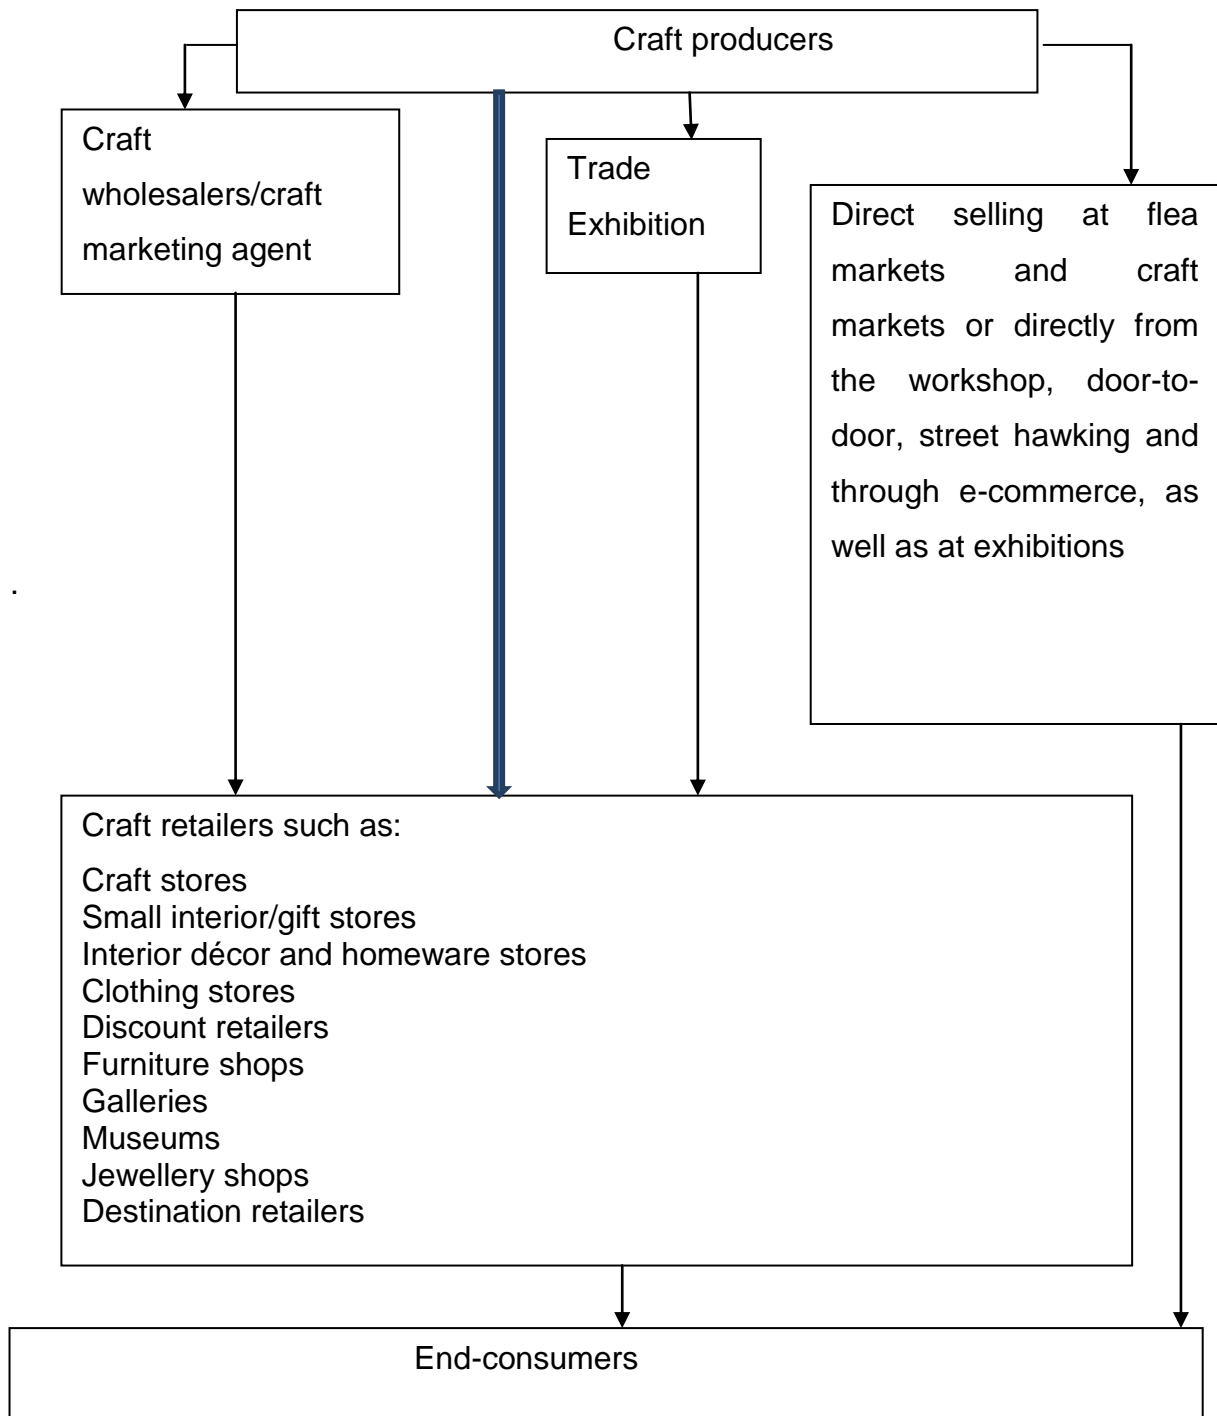 Craft producers
Craft
wholesalers/craft
marketing agent
Trade
Exhibition
Direct selling at flea
markets and craft
markets or directly from
the workshop, door-to-
door, street hawking and
through e-commerce, as
well as at exhibitions
.
Craft retailers such as:
Craft stores
Small interior/gift stores
Interior décor and homeware stores
Clothing stores
Discount retailers
Furniture shops
Galleries
Museums
Jewellery shops
Destination retailers
End-consumers